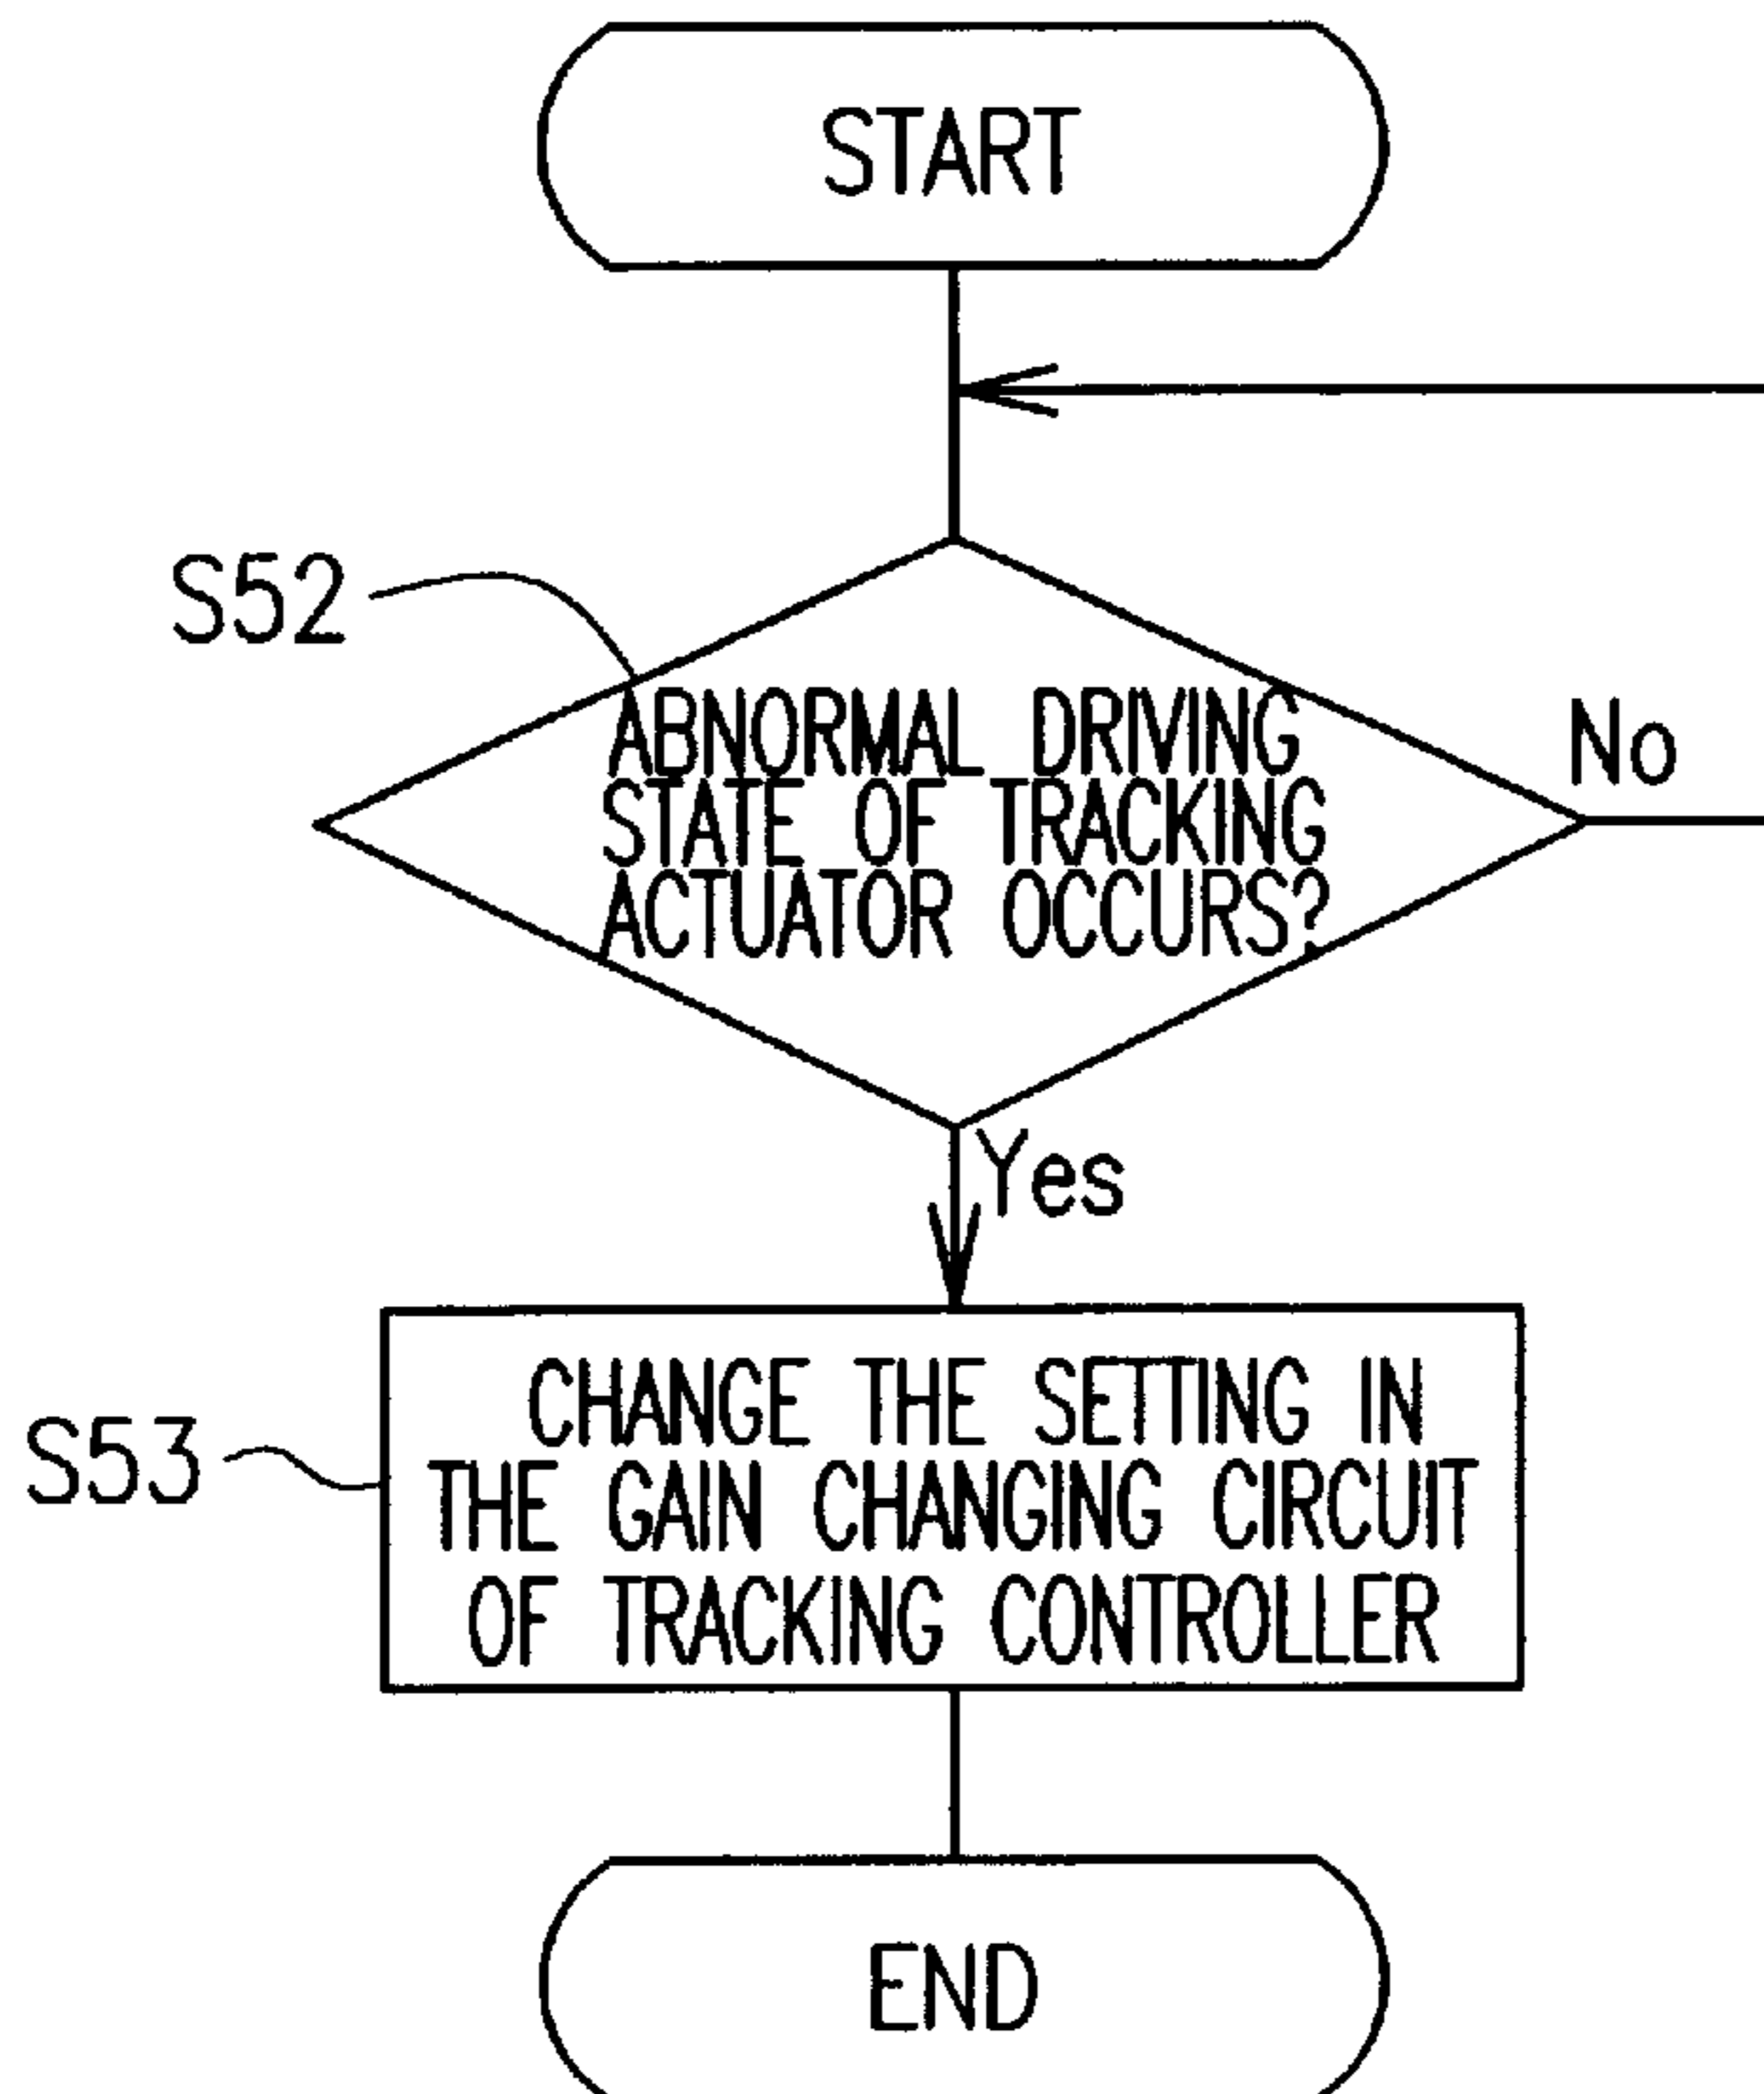 START
S52
ABNORMAL DRIVING
STATE OF TRACKING
ACTUATOR OCCURS?
No
Yes
S53
CHANGE THE SETTING IN
THE GAIN CHANGING CIRCUIT
OF TRACKING CONTROLLER
END